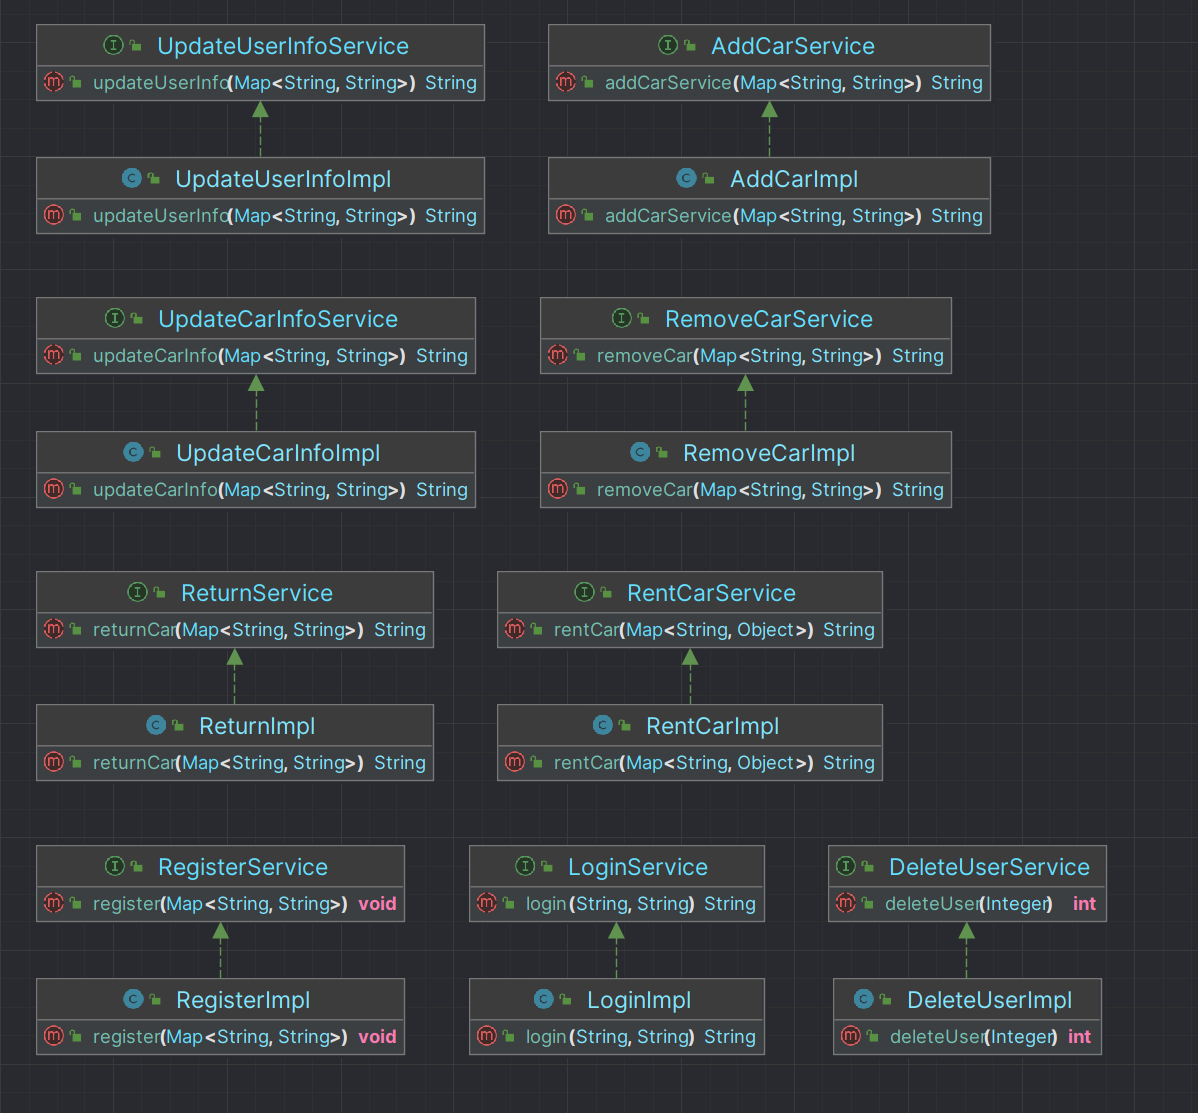 UpdateUserInfoService
updateUserInfo(Map<String, String>) String
UpdateUserInfoImpl
updateUserInfo(Map<String, String>) String
AddCarService
addCarService(Map<String, String>) String
AddCarImpl
addCarService(Map<String, String>) String
UpdateCarInfoService
updateCarInfo(Map<String, String>) String
UpdateCarInfoImpl
updateCarInfo(Map<String, String>) String
RemoveCarService
removeCar(Map<String, String>) String
RemoveCarImpl
removeCar(Map<String, String>) String
ReturnService
returnCar(Map<String, String>) String
ReturnImpl
returnCar(Map<String, String>) String
RentCarService
rentCar(Map<String, Object>) String
RentCarImpl
rentCar(Map<String, Object>) String
RegisterService
register(Map<String, String>) void
RegisterImpl
register(Map<String, String>) void
LoginService
login(String, String) String
LoginImpl
login(String, String) String
DeleteUserService
deleteUser(Integer) int
DeleteUserImpl
deleteUser(Integer) int